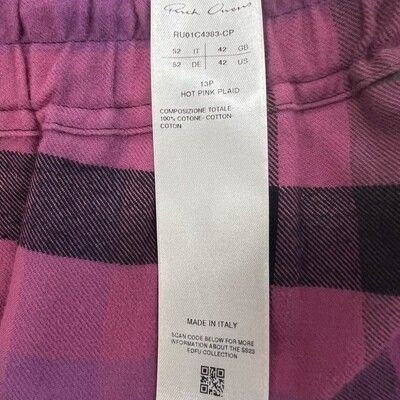 Rick Owens
RU01C4383-CP
52 IT 42 GB
52 DE 42 US
13P
HOT PINK PLAID
COMPOSIZIONE TOTALE:
100% COTONE- COTTON-
COTON
MADE IN ITALY
SCAN CODE BELOW FOR MORE
INFORMATION ABOUT THE SS23
EDFU COLLECTION